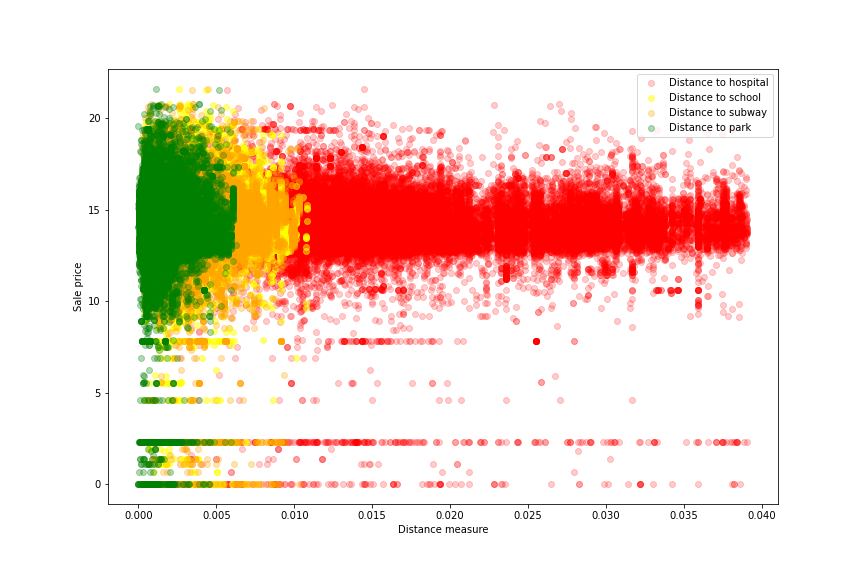 Distance to hospital
Distance to school
Distance to subway
Distance to park
Sale price
20
15
10
5
0
0.000 0.005 0.010 0.015 0.020 0.025 0.030 0.035 0.040
Distance measure